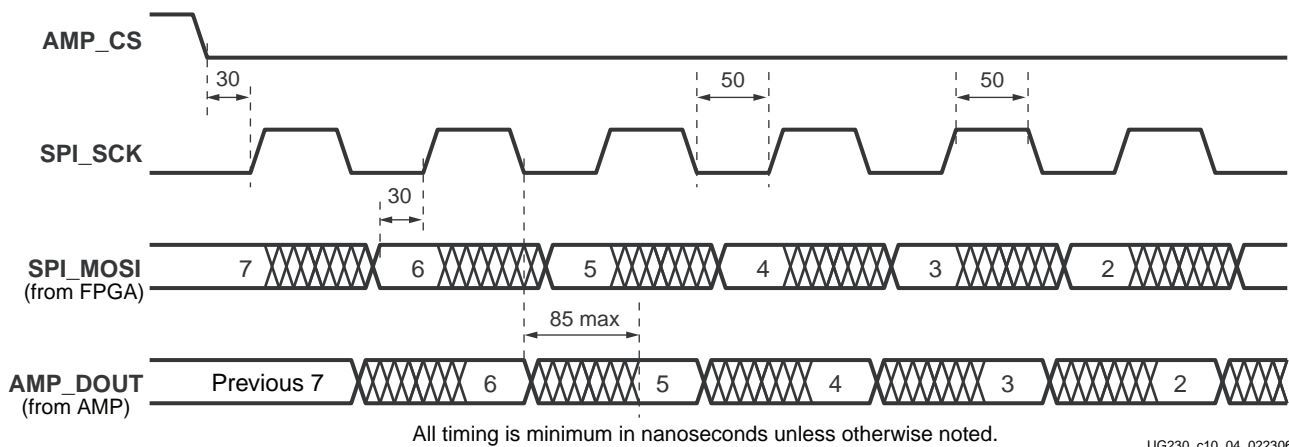 AMP_CS
30
50
50
SPI_SCK
30
SPI_MOSI
(from FPGA)
7
6
5
4
3
2
85 max
AMP_DOUT
(from AMP)
Previous 7
6
5
4
3
2
All timing is minimum in nanoseconds unless otherwise noted.
UG230_c10_04_022306